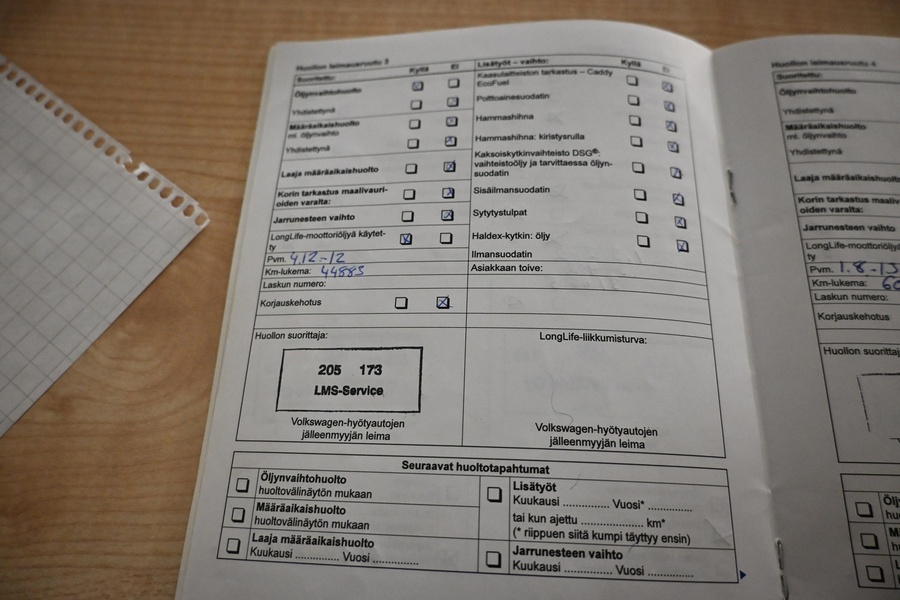 Huollon leimausruutu 3
Suoritettu: Kyllä Ei
Öljynvaihtohuolto
Yhdistettynä
Määräaikaishuolto
ml. öljynvaihto
Yhdistettynä
Laaja määräaikaishuolto
Korin tarkastus maalivauri-
oiden varalta:
Jarrunesteen vaihto
LongLife-moottoriöljyä käytet-
ty
Pvm. 4.12-12
Km-lukema: 44885
Laskun numero:
Korjauskehotus
Lisätyöt – vaihto: Kyllä Ei
Kaasulaitteiston tarkastus – Caddy
EcoFuel
Polttoainesuodatin
Hammashihna
Hammashihna: kiristysrulla
Kaksoiskytkinvaihteisto DSG®:
vaihteistoöljy ja tarvittaessa öljyn-
suodatin
Sisäilmansuodatin
Sytytystulpat
Haldex-kytkin: öljy
Ilmansuodatin
Asiakkaan toive:
Huollon suorittaja:
205 173
LMS-Service
Volkswagen-hyötyautojen
jälleenmyyjän leima
LongLife-liikkumisturva:
Volkswagen-hyötyautojen
jälleenmyyjän leima
Seuraavat huoltotapahtumat
Öljynvaihtohuolto
huoltovälinäytön mukaan
Määräaikaishuolto
huoltovälinäytön mukaan
Laaja määräaikaishuolto
Kuukausi .............. Vuosi ..............
Lisätyöt
Kuukausi .............. Vuosi* ..............
tai kun ajettu .................... km*
(* riippuen siitä kumpi täyttyy ensin)
Jarrunesteen vaihto
Kuukausi .............. Vuosi ..............
Huollon leimausruutu 4
Suoritettu:
Öljynvaihtohuolto
Yhdistettynä
Määräaikaishuolto
ml. öljynvaihto
Yhdistettynä
Laaja määräaikais
Korin tarkastus maaliv
oiden varalta:
Jarrunesteen vaihto
LongLife-moottoriöljyä
ty
Pvm. 1.8-13
Km-lukema: 60
Laskun numero:
Korjauskehotus
Huollon suorittaj